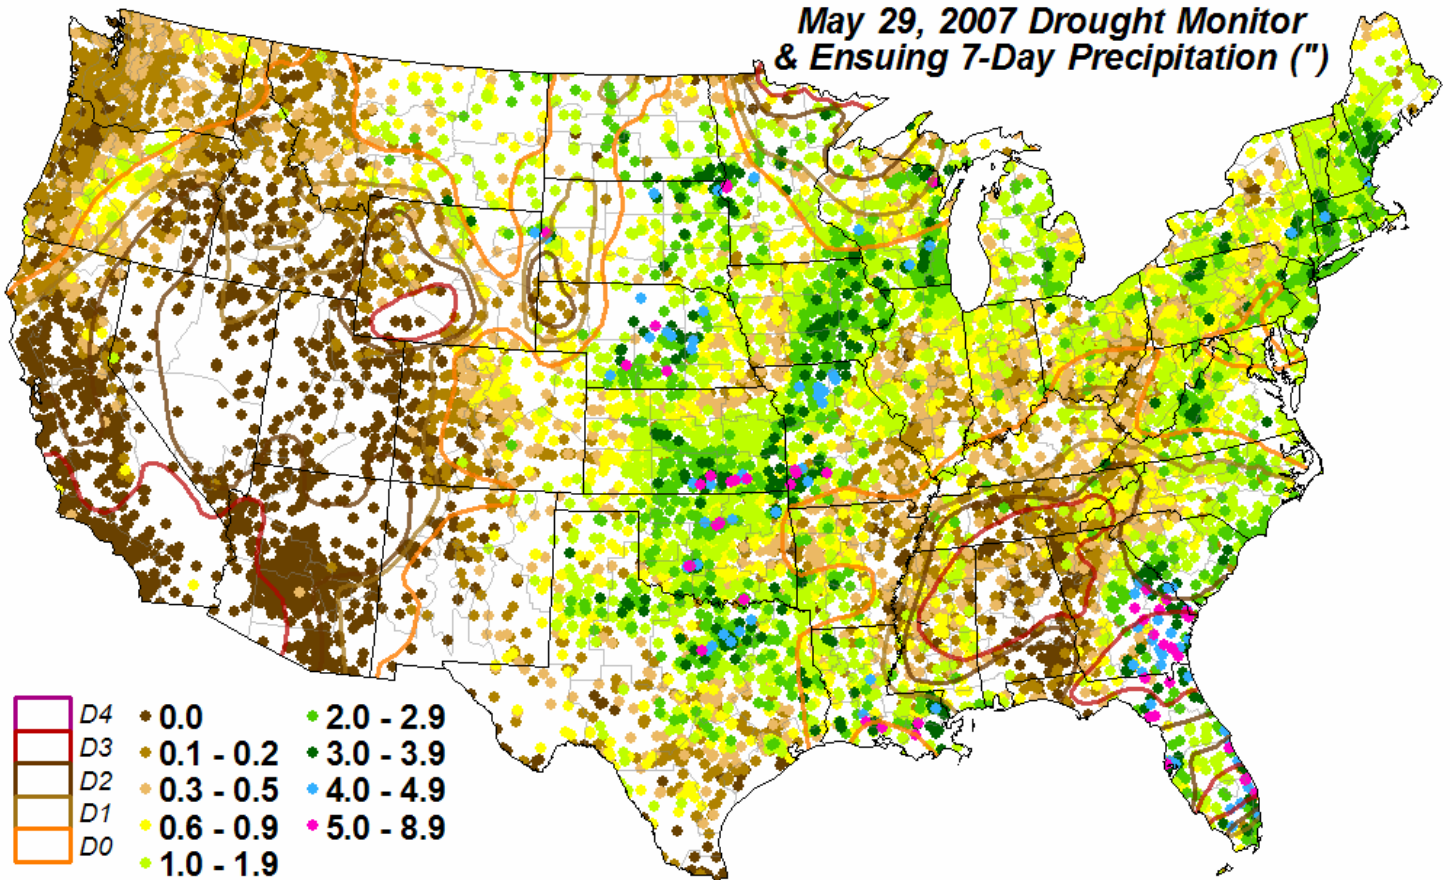 May 29, 2007 Drought Monitor
& Ensuing 7-Day Precipitation (")
D4
D3
D2
D1
D0
0.0
0.1 - 0.2
0.3 - 0.5
0.6 - 0.9
1.0 - 1.9
2.0 - 2.9
3.0 - 3.9
4.0 - 4.9
5.0 - 8.9